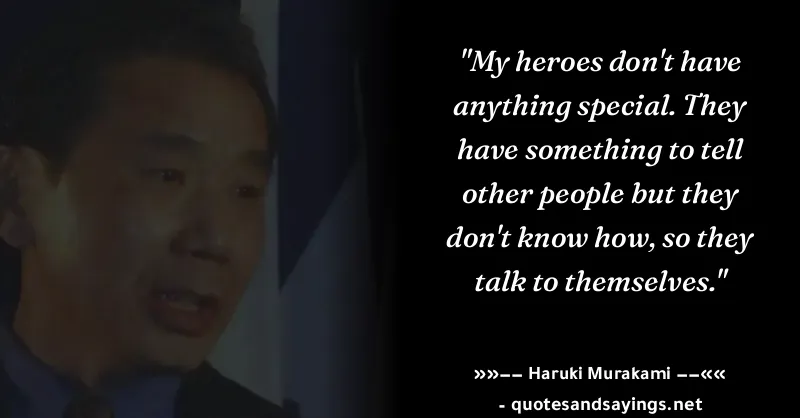 "My heroes don't have
anything special. They
have something to tell
other people but they
don't know how, so they
talk to themselves."
»»–– Haruki Murakami ––««
- quotesandsayings.net